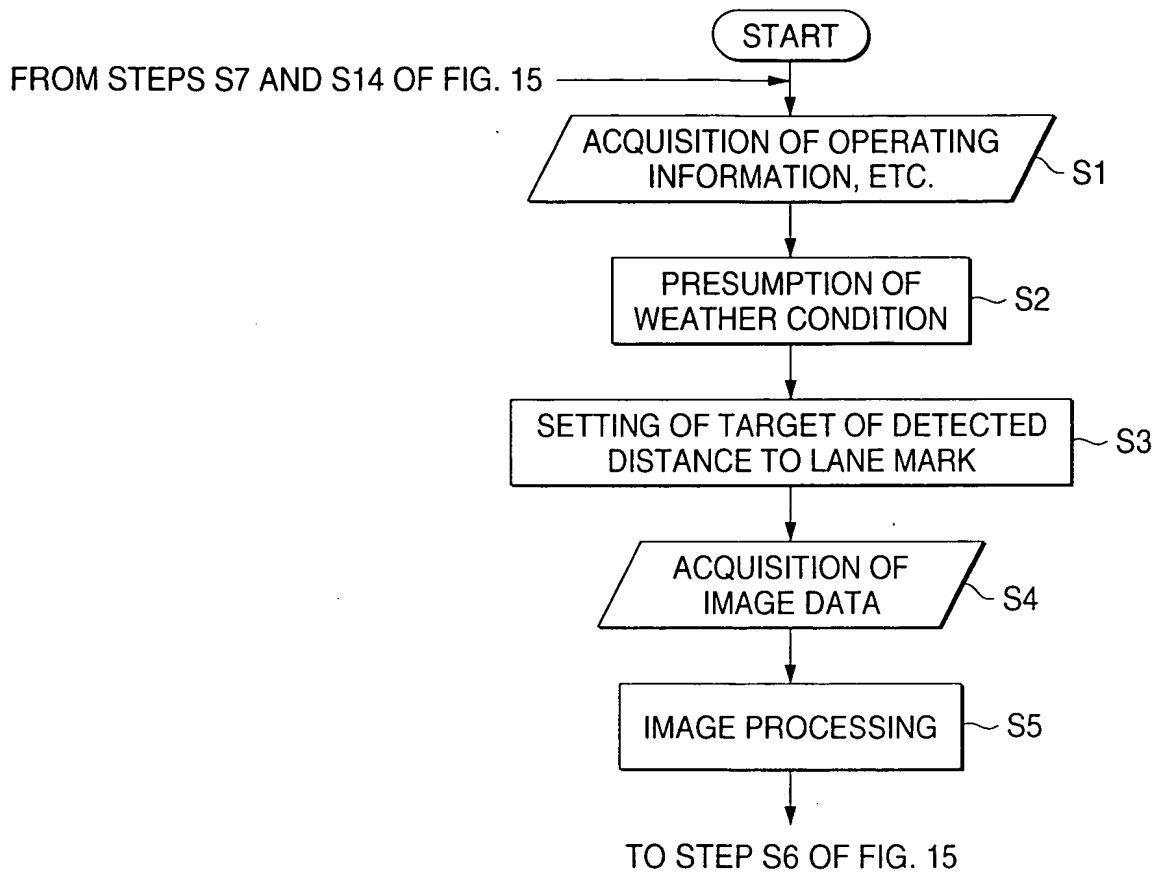 START
FROM STEPS S7 AND S14 OF FIG. 15
ACQUISITION OF OPERATING
INFORMATION, ETC.
S1
PRESUMPTION OF
WEATHER CONDITION
S2
SETTING OF TARGET OF DETECTED
DISTANCE TO LANE MARK
S3
ACQUISITION OF
IMAGE DATA
S4
IMAGE PROCESSING
S5
TO STEP S6 OF FIG. 15